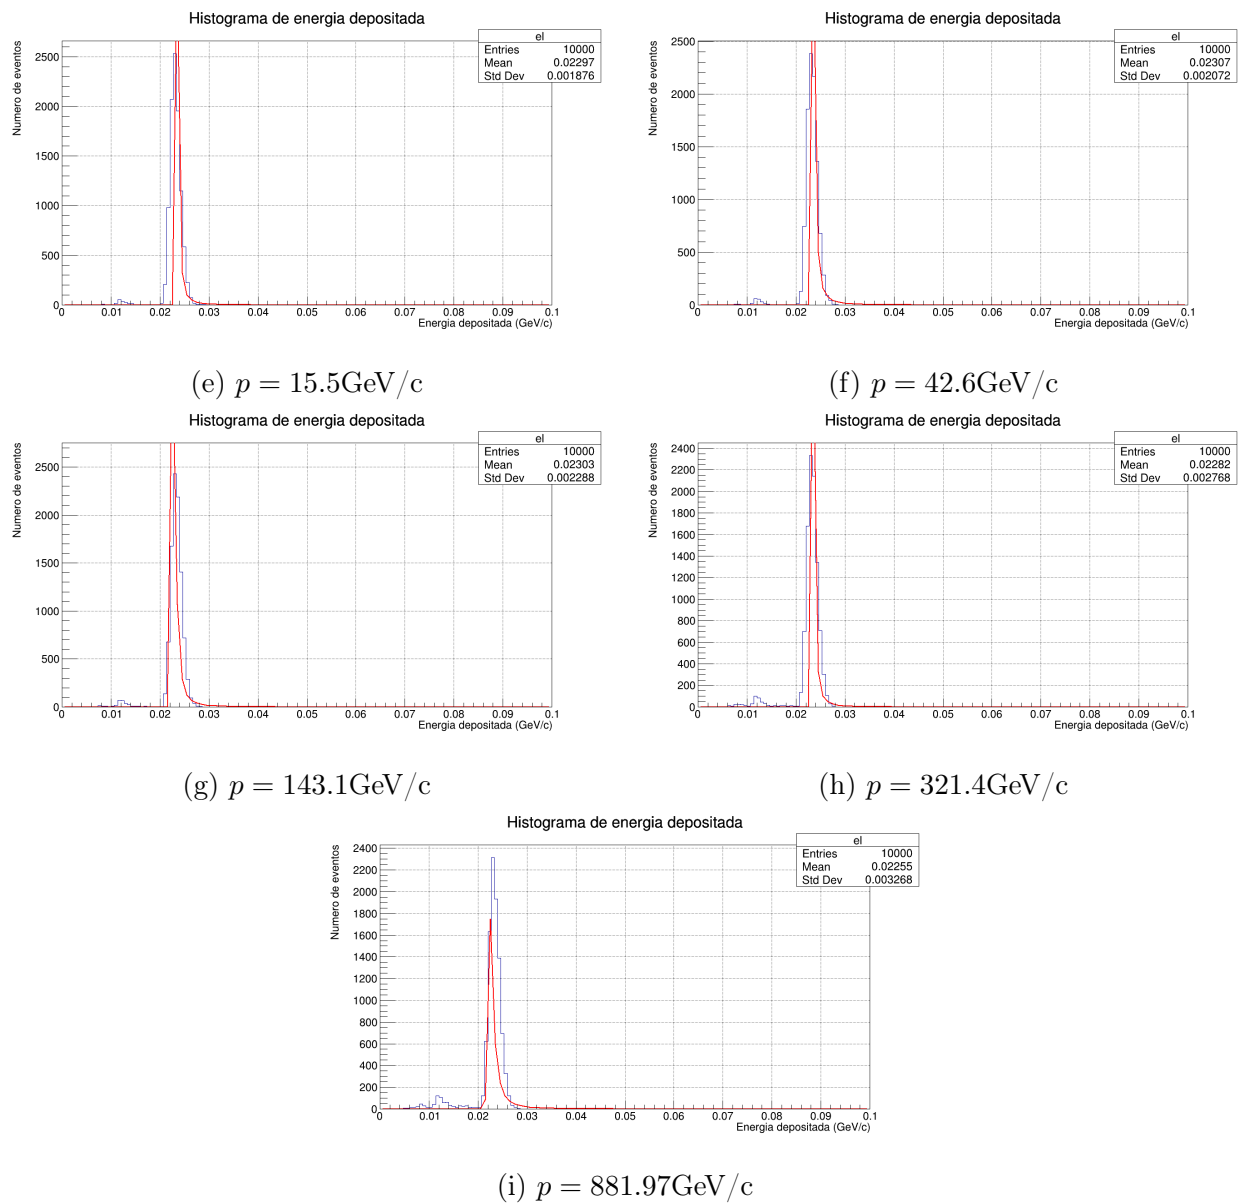 Histograma de energia depositada
Numero de eventos
el
Entries 10000
Mean 0.02297
Std Dev 0.001876
2500
2000
1500
1000
500
0
0 0.01 0.02 0.03 0.04 0.05 0.06 0.07 0.08 0.09 0.1
Energia depositada (GeV/c)
(e) p = 15.5GeV/c
Histograma de energia depositada
Numero de eventos
el
Entries 10000
Mean 0.02307
Std Dev 0.002072
2500
2000
1500
1000
500
0
0 0.01 0.02 0.03 0.04 0.05 0.06 0.07 0.08 0.09 0.1
Energia depositada (GeV/c)
(f) p = 42.6GeV/c
Histograma de energia depositada
Numero de eventos
el
Entries 10000
Mean 0.02303
Std Dev 0.002288
2500
2000
1500
1000
500
0
0 0.01 0.02 0.03 0.04 0.05 0.06 0.07 0.08 0.09 0.1
Energia depositada (GeV/c)
(g) p = 143.1GeV/c
Histograma de energia depositada
Numero de eventos
el
Entries 10000
Mean 0.02282
Std Dev 0.002768
2400
2200
2000
1800
1600
1400
1200
1000
800
600
400
200
0
0 0.01 0.02 0.03 0.04 0.05 0.06 0.07 0.08 0.09 0.1
Energia depositada (GeV/c)
(h) p = 321.4GeV/c
Histograma de energia depositada
Numero de eventos
el
Entries 10000
Mean 0.02255
Std Dev 0.003268
2400
2200
2000
1800
1600
1400
1200
1000
800
600
400
200
0
0 0.01 0.02 0.03 0.04 0.05 0.06 0.07 0.08 0.09 0.1
Energia depositada (GeV/c)
(i) p = 881.97GeV/c